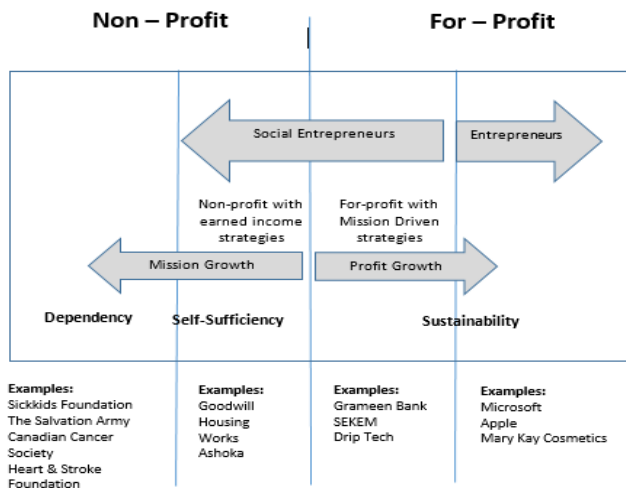 Non – Profit
For – Profit
Social Entrepreneurs
Entrepreneurs
Non-profit with
earned income
strategies
For-profit with
Mission Driven
strategies
Mission Growth
Profit Growth
Dependency
Self-Sufficiency
Sustainability
Examples:
Sickkids Foundation
The Salvation Army
Canadian Cancer
Society
Heart & Stroke
Foundation
Examples:
Goodwill
Housing
Works
Ashoka
Examples:
Grameen Bank
SEKEM
Drip Tech
Examples:
Microsoft
Apple
Mary Kay Cosmetics